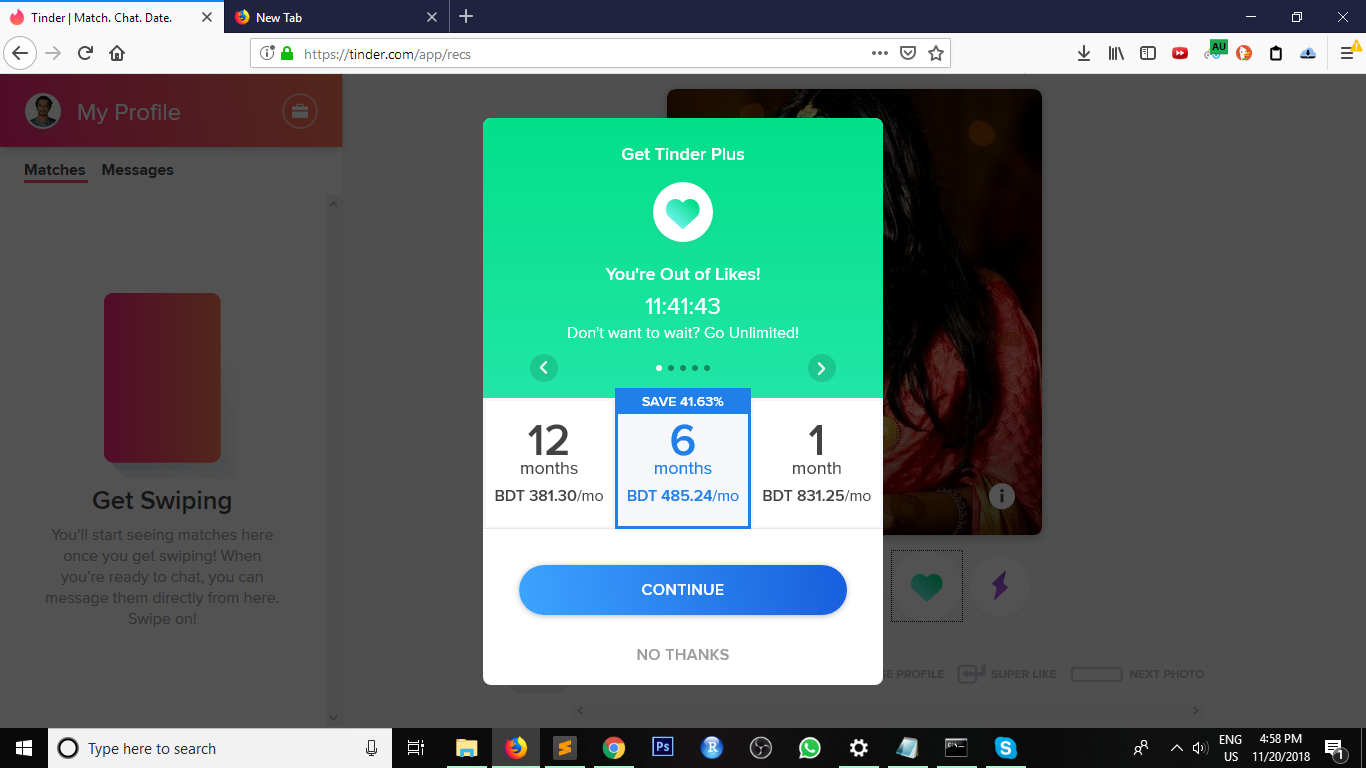 Tinder | Match. Chat. Date.
New Tab
https://tinder.com/app/recs
AU
My Profile
Matches
Messages
Get Swiping
You'll start seeing matches here
once you get swiping! When
you're ready to chat, you can
message them directly from here.
Swipe on!
Get Tinder Plus
You're Out of Likes!
11:41:43
Don't want to wait? Go Unlimited!
SAVE 41.63%
12
months
BDT 381.30/mo
6
months
BDT 485.24/mo
1
month
BDT 831.25/mo
CONTINUE
NO THANKS
PROFILE
SUPER LIKE
NEXT PHOTO
Type here to search
Ps
R
ENG
US
4:58 PM
11/20/2018
1